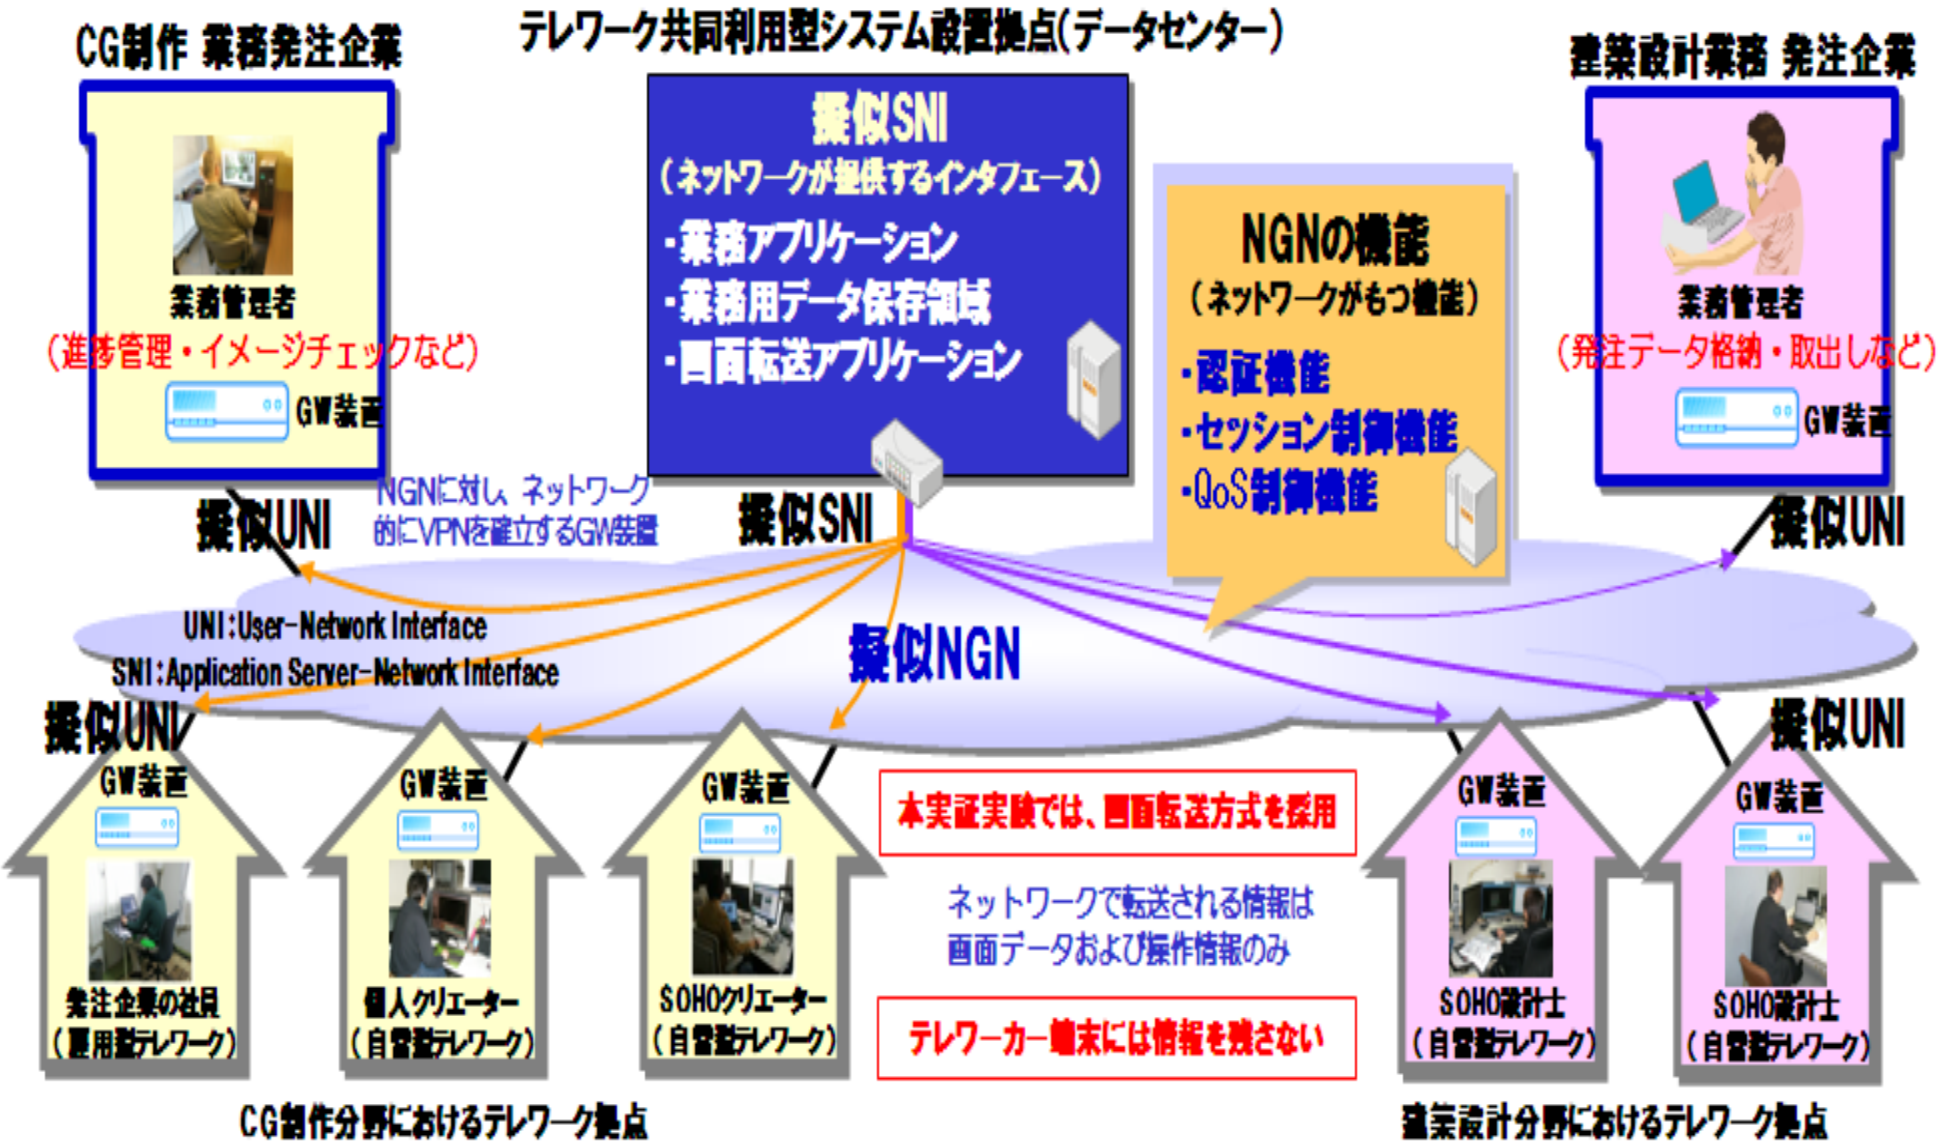 テレワーク共同利用型システム設置拠点(データセンター)
CG制作 業務発注企業
建築設計業務 発注企業
業務管理者
(進捗管理・イメージチェックなど)
GW装置
擬似SNI
(ネットワークが提供するインタフェース)
・業務アプリケーション
・業務用データ保存領域
・画面転送アプリケーション
NGNの機能
(ネットワークがもつ機能)
・認証機能
・セッション制御機能
・QoS制御機能
業務管理者
(発注データ格納・取出しなど)
GW装置
擬似UNI
NGNに対し、ネットワーク
的にVPNを確立するGW装置
擬似SNI
擬似UNI
UNI:User-Network Interface
SNI:Application Server-Network Interface
擬似NGN
擬似UNI
擬似UNI
GW装置
発注企業の社員
(雇用型テレワーク)
GW装置
個人クリエーター
(自営型テレワーク)
GW装置
SOHOクリエーター
(自営型テレワーク)
本実証実験では、画面転送方式を採用
ネットワークで転送される情報は
画面データおよび操作情報のみ
テレワーカー端末には情報を残さない
GW装置
SOHO設計士
(自営型テレワーク)
GW装置
SOHO設計士
(自営型テレワーク)
CG制作分野におけるテレワーク拠点
建築設計分野におけるテレワーク拠点